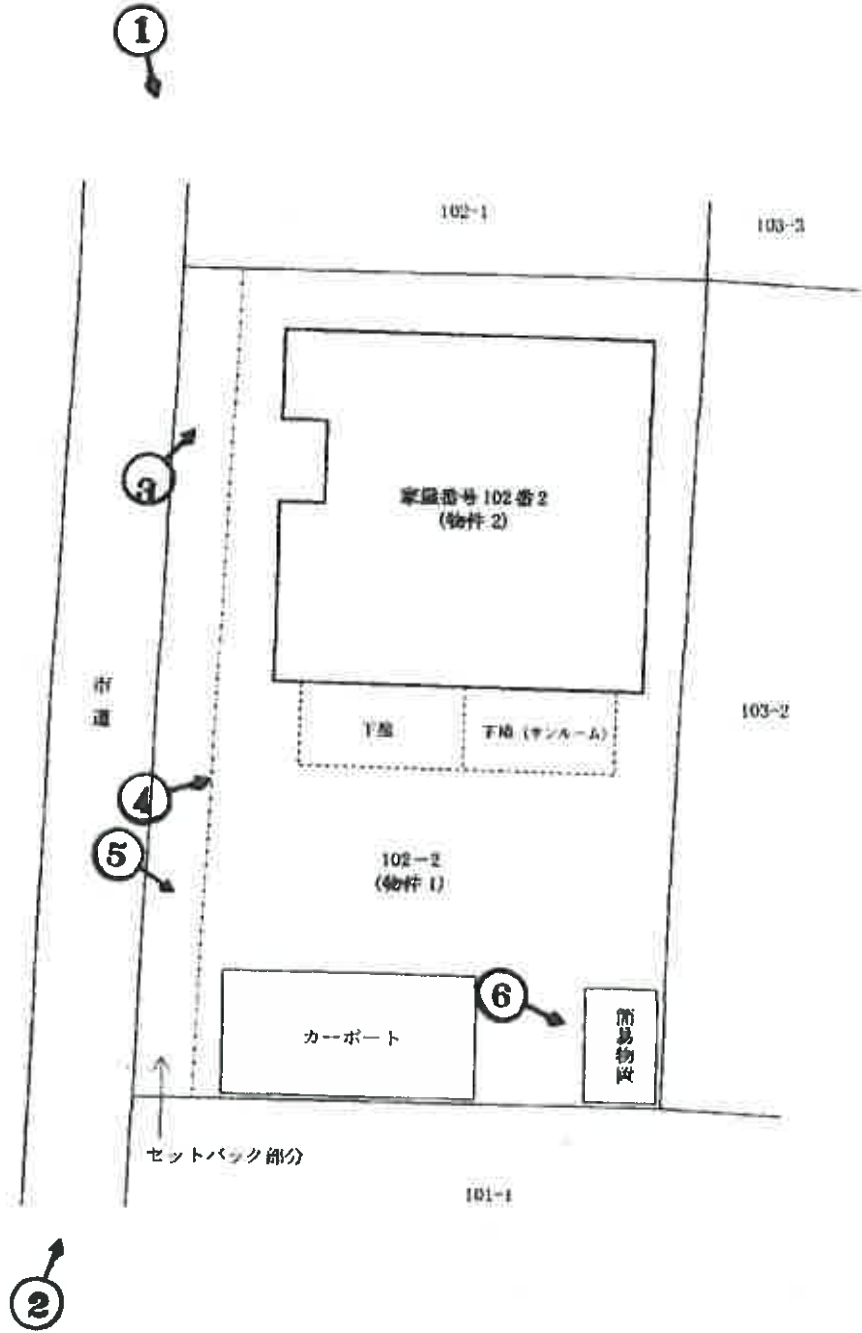 1
102-1
103-3
3
家屋番号 102 番 2
(物件 2)
市道
下屋
下屋 (サンルーム)
103-2
4
5
102-2
(物件 1)
6
カーポート
簡易物置
セットバック部分
101-1
2